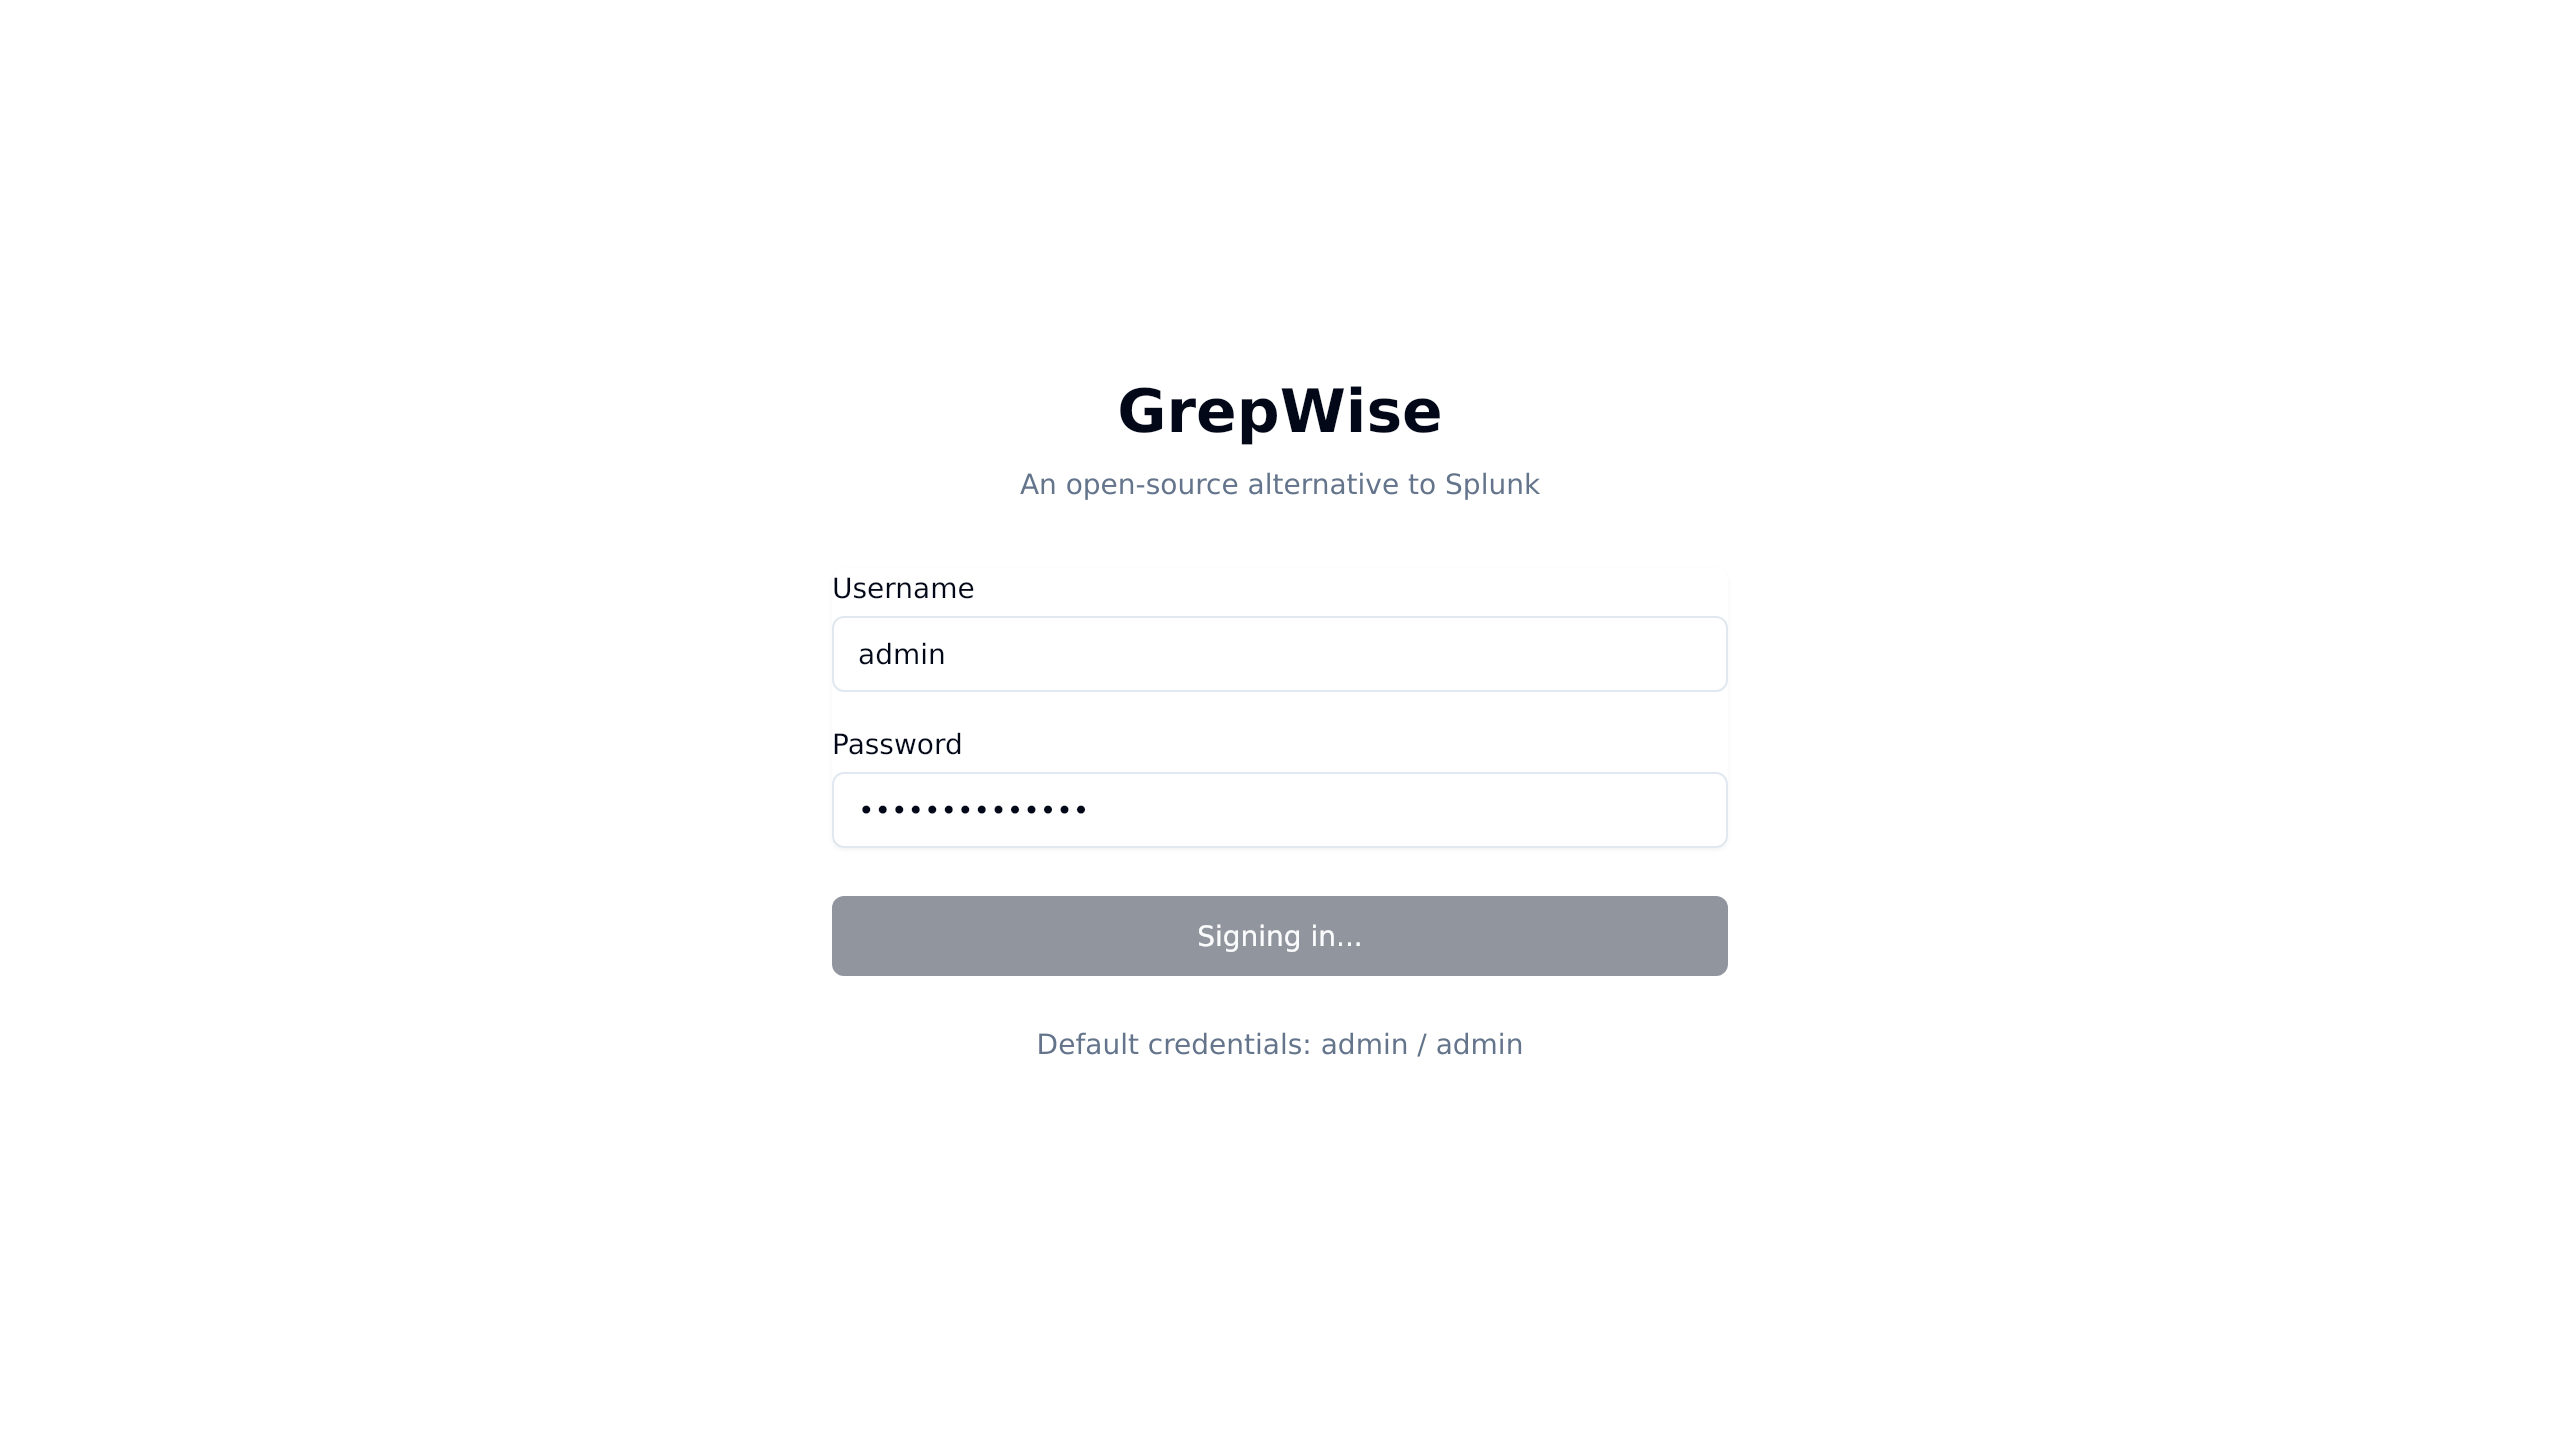 GrepWise
An open-source alternative to Splunk
Username
admin
Password
••••••••••••••
Signing in...
Default credentials: admin / admin